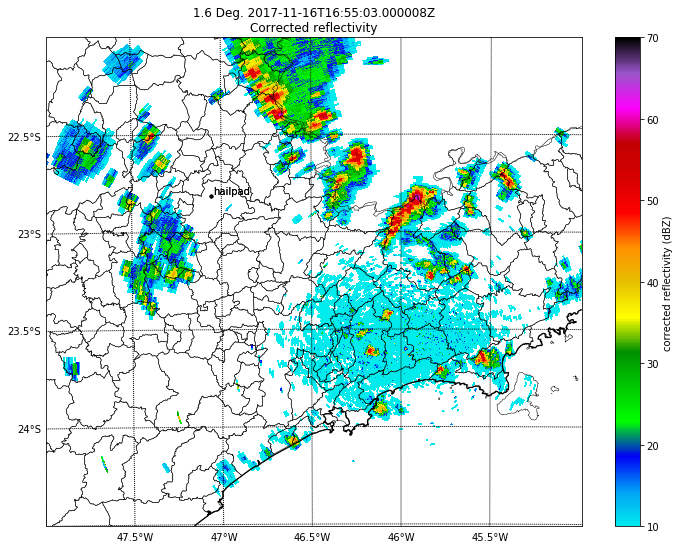 1.6 Deg. 2017-11-16T16:55:03.000008Z
Corrected reflectivity
70
60
50
40
30
20
10
corrected reflectivity (dBZ)
22.5°S
23°S
23.5°S
24°S
hailpad
47.5°W
47°W
46.5°W
46°W
45.5°W